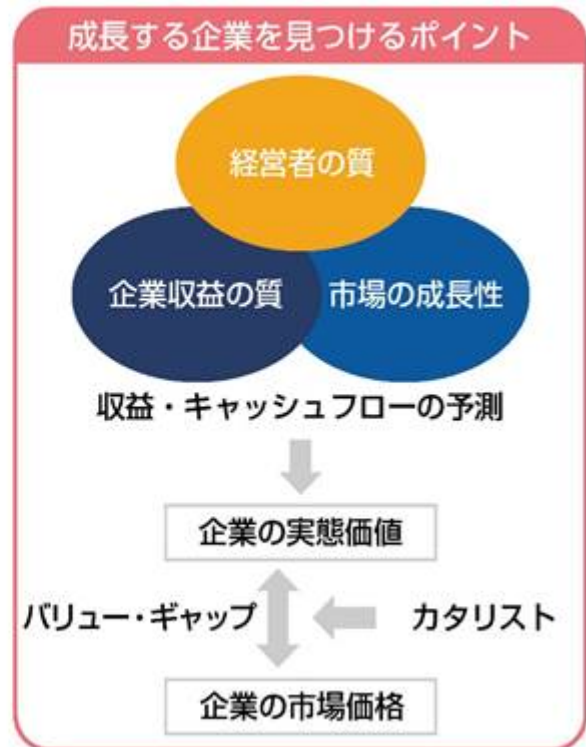 成長する企業を見つけるポイント
経営者の質
企業収益の質
市場の成長性
収益・キャッシュフローの予測
企業の実態価値
バリュー・ギャップ
カタリスト
企業の市場価格